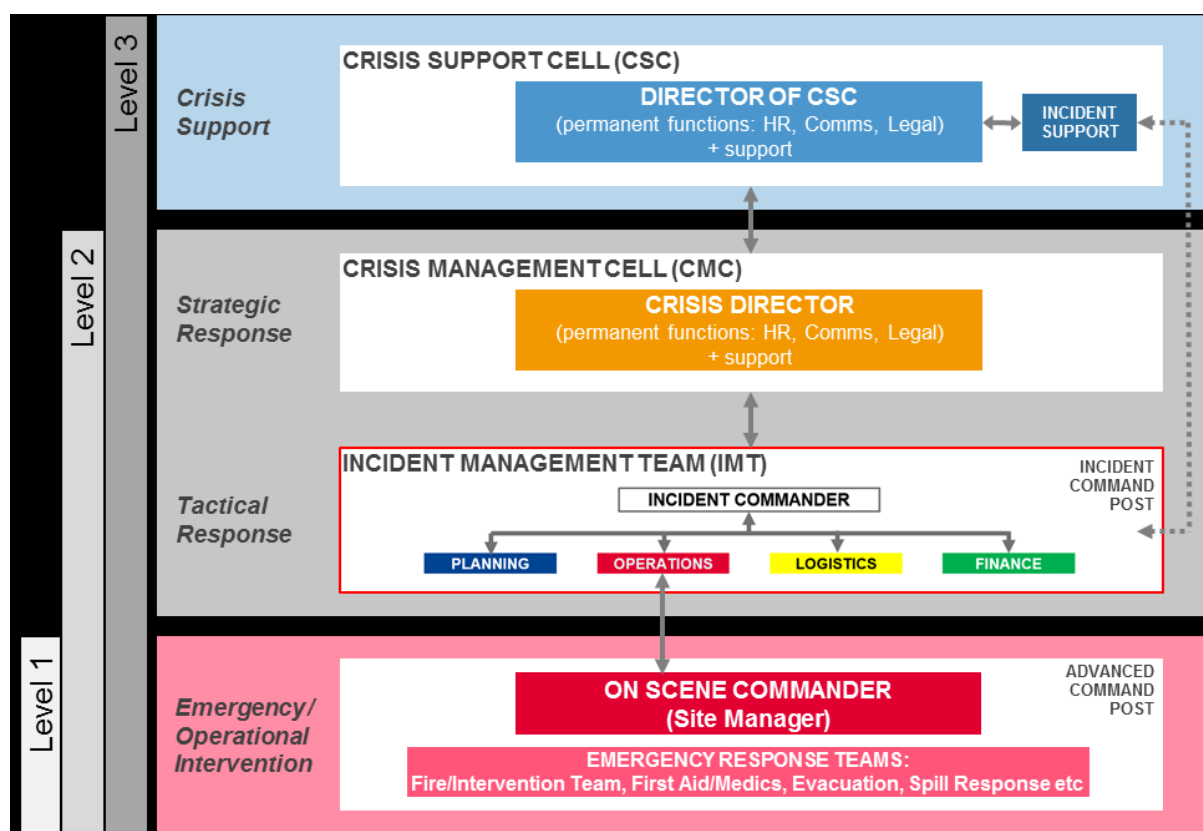 Level 3
Level 2
Level 1
Crisis
Support
CRISIS SUPPORT CELL (CSC)
DIRECTOR OF CSC
(permanent functions: HR, Comms, Legal)
+ support
INCIDENT
SUPPORT
Strategic
Response
CRISIS MANAGEMENT CELL (CMC)
CRISIS DIRECTOR
(permanent functions: HR, Comms, Legal)
+ support
Tactical
Response
INCIDENT MANAGEMENT TEAM (IMT)
INCIDENT
COMMAND
POST
INCIDENT COMMANDER
PLANNING
OPERATIONS
LOGISTICS
FINANCE
Emergency/
Operational
Intervention
ON SCENE COMMANDER
(Site Manager)
ADVANCED
COMMAND
POST
EMERGENCY RESPONSE TEAMS:
Fire/Intervention Team, First Aid/Medics, Evacuation, Spill Response etc